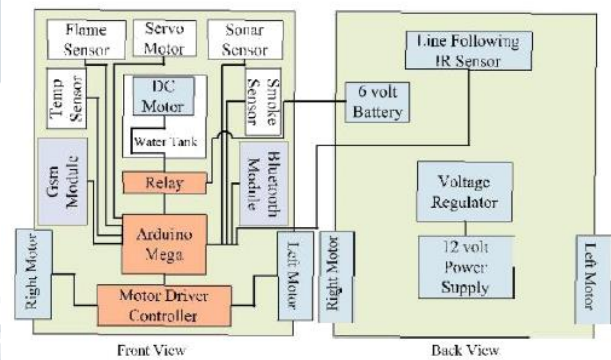 Flame
Sensor
Servo
Motor
Sonar
Sensor
Temp
Sensor
DC
Motor
Water Tank
Smoke
Sensor
Gsm
Module
Relay
Bluetooth
Module
Arduino
Mega
Right Motor
Left Motor
Motor Driver
Controller
Front View
Line Following
IR Sensor
6 volt
Battery
Voltage
Regulator
12 volt
Power
Supply
Right Motor
Left Motor
Back View